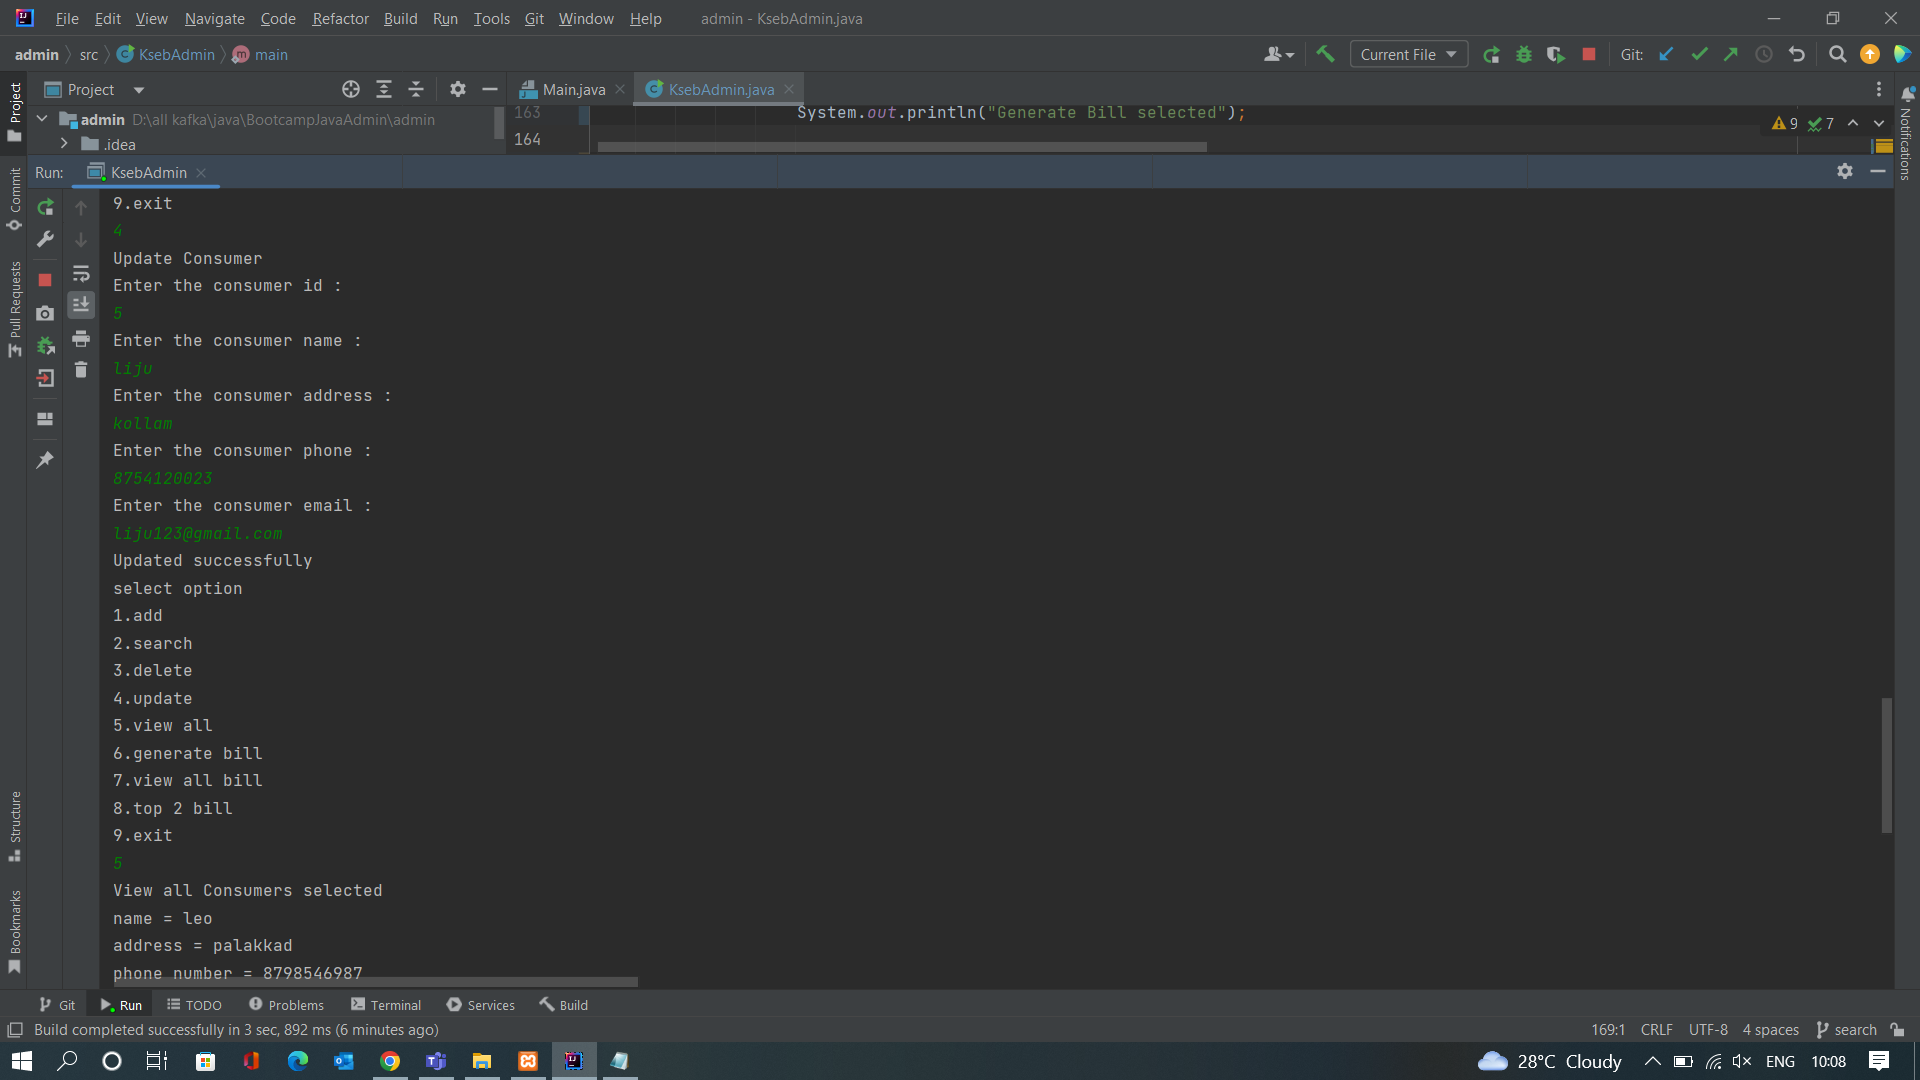 File Edit View Navigate Code Refactor Build Run Tools Git Window Help admin - KsebAdmin.java
admin src KsebAdmin main Current File Git:
Project Main.java KsebAdmin.java
admin D:\all kafka\java\BootcampJavaAdmin\admin
.idea
163 System.out.println("Generate Bill selected");
164
9 7
Run: KsebAdmin
9.exit
4
Update Consumer
Enter the consumer id :
5
Enter the consumer name :
liju
Enter the consumer address :
kollam
Enter the consumer phone :
8754120023
Enter the consumer email :
liju123@gmail.com
Updated successfully
select option
1.add
2.search
3.delete
4.update
5.view all
6.generate bill
7.view all bill
8.top 2 bill
9.exit
5
View all Consumers selected
name = leo
address = palakkad
phone number = 8798546987
Project
Commit
Pull Requests
Structure
Bookmarks
Notifications
Git Run TODO Problems Terminal Services Build
Build completed successfully in 3 sec, 892 ms (6 minutes ago) 169:1 CRLF UTF-8 4 spaces search
28°C Cloudy ENG 10:08